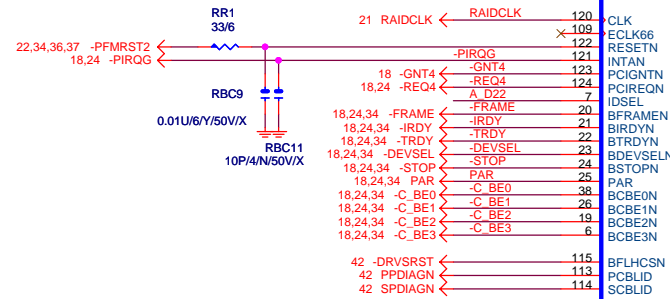 RR1
33/6
21 RAIDCLK RAIDCLK 120 CLK
109 ECLK66
22,34,36,37 -PFMRST2 122 RESETN
18,24 -PIRQG -PIRQG 121 INTAN
18 -GNT4 -GNT4 123 PCIGNTN
18,24 -REQ4 -REQ4 124 PCIREQN
A_D22 7 IDSEL
RBC9
0.01U/6/Y/50V/X
RBC11
10P/4/N/50V/X
18,24,34 -FRAME -FRAME 20 BFRAMEN
18,24,34 -IRDY -IRDY 21 BIRDYN
18,24,34 -TRDY -TRDY 22 BTRDYN
18,24,34 -DEVSEL -DEVSEL 23 BDEVSELN
18,24,34 -STOP -STOP 24 BSTOPN
18,24,34 PAR PAR 25 PAR
18,24,34 -C_BE0 -C_BE0 38 BCBE0N
18,24,34 -C_BE1 -C_BE1 26 BCBE1N
18,24,34 -C_BE2 -C_BE2 19 BCBE2N
18,24,34 -C_BE3 -C_BE3 6 BCBE3N
42 -DRVSRST 115 BFLHCSN
42 PPDIAGN 113 PCBLID
42 SPDIAGN 114 SCBLID